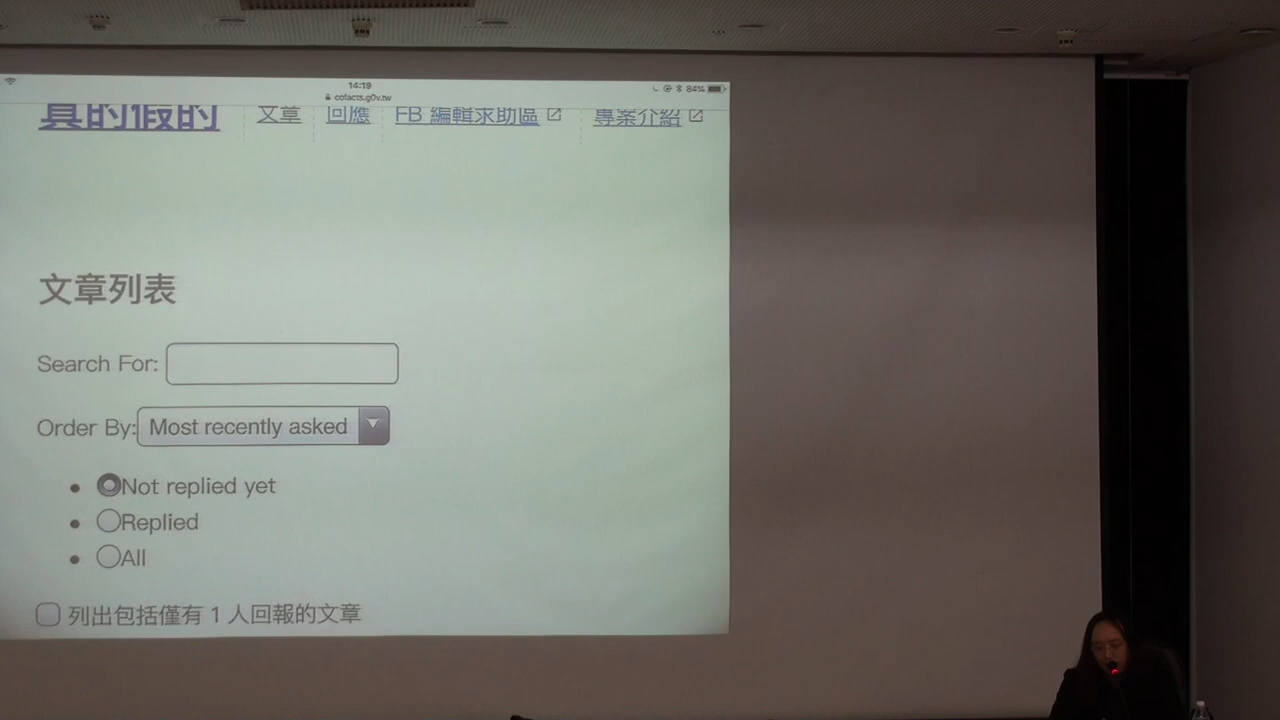 14:19
cofacts.g0v.tw
84%
真的假的 文章 回應 FB 編輯求助區 專案介紹
文章列表
Search For:
Order By: Most recently asked
Not replied yet
Replied
All
列出包括僅有 1 人回報的文章